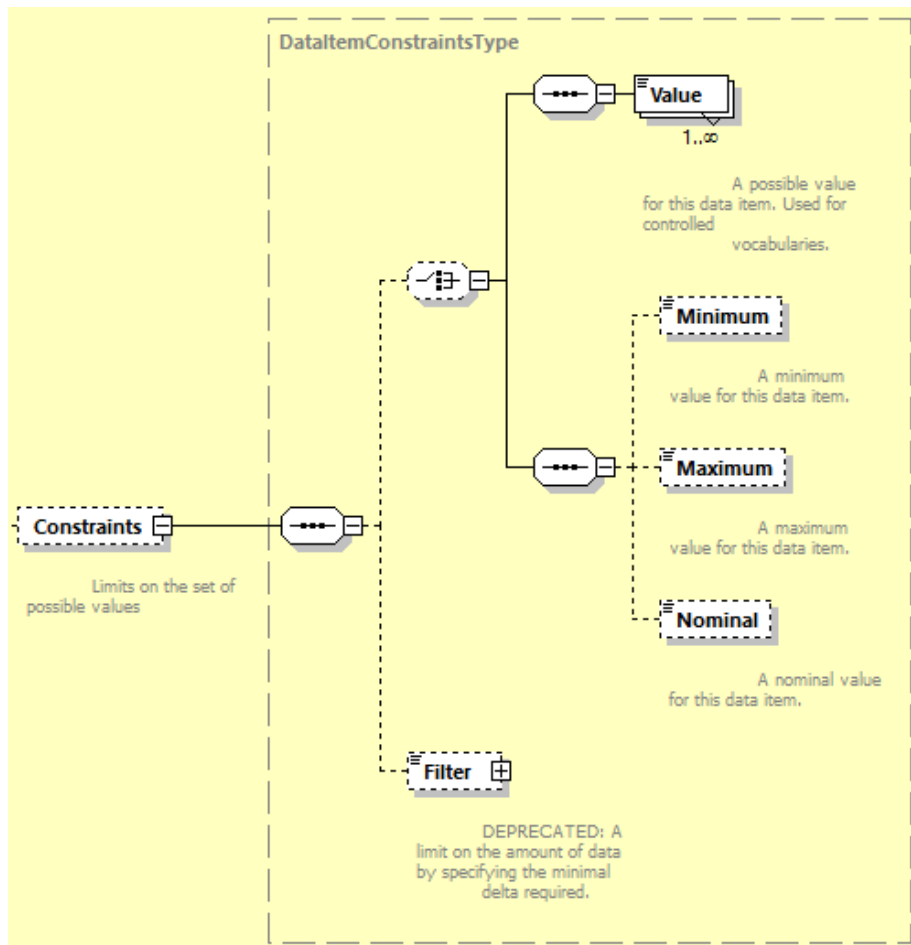 DataItemConstraintsType
Value
1..∞
A possible value
for this data item. Used for
controlled
vocabularies.
Minimum
A minimum
value for this data item.
Maximum
A maximum
value for this data item.
Constraints
Limits on the set of
possible values
Nominal
A nominal value
for this data item.
Filter
DEPRECATED: A
limit on the amount of data
by specifying the minimal
delta required.